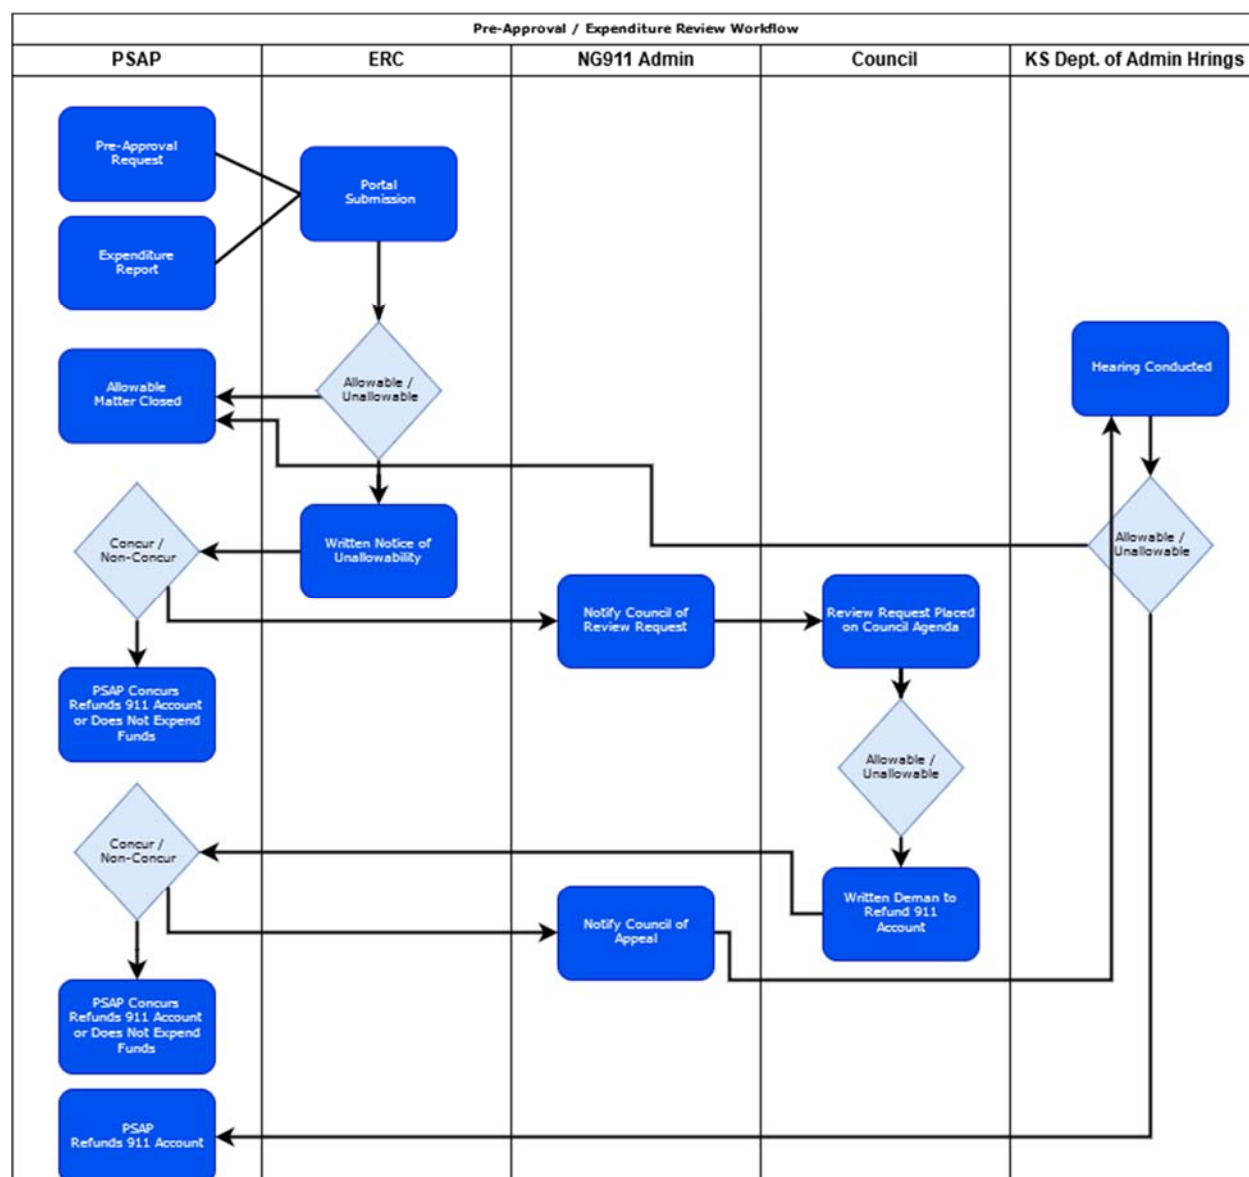 Pre-Approval / Expenditure Review Workflow
PSAP
ERC
NG911 Admin
Council
KS Dept. of Admin Hrings
Pre-Approval
Request
Portal
Submission
Expenditure
Report
Allowable
Matter Closed
Allowable /
Unallowable
Hearing Conducted
Concur /
Non-Concur
Written Notice of
Unallowability
Allowable /
Unallowable
Notify Council of
Review Request
Review Request Placed
on Council Agenda
PSAP Concurs
Refunds 911 Account
or Does Not Expend
Funds
Allowable /
Unallowable
Concur /
Non-Concur
Notify Council of
Appeal
Written Deman to
Refund 911
Account
PSAP Concurs
Refunds 911 Account
or Does Not Expend
Funds
PSAP
Refunds 911 Account